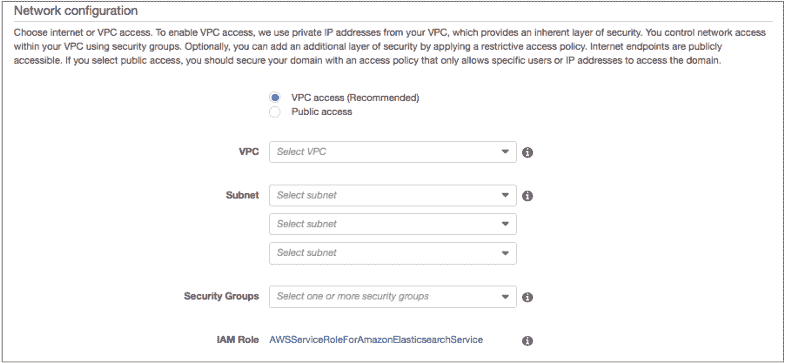 Network configuration
Choose internet or VPC access. To enable VPC access, we use private IP addresses from your VPC, which provides an inherent layer of security. You control network access
within your VPC using security groups. Optionally, you can add an additional layer of security by applying a restrictive access policy. Internet endpoints are publicly
accessible. If you select public access, you should secure your domain with an access policy that only allows specific users or IP addresses to access the domain.
VPC access (Recommended)
Public access
VPC Select VPC
Subnet Select subnet
Select subnet
Select subnet
Security Groups Select one or more security groups
IAM Role AWSServiceRoleForAmazonElasticsearchService